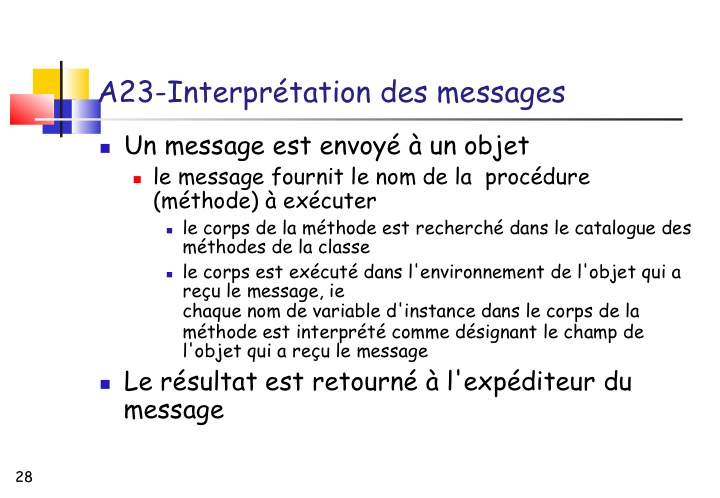 A23-Interprétation des messages
Un message est envoyé à un objet
le message fournit le nom de la procédure
(méthode) à exécuter
le corps de la méthode est recherché dans le catalogue des
méthodes de la classe
le corps est exécuté dans l'environnement de l'objet qui a
reçu le message, ie
chaque nom de variable d'instance dans le corps de la
méthode est interprété comme désignant le champ de
l'objet qui a reçu le message
Le résultat est retourné à l'expéditeur du
message
28